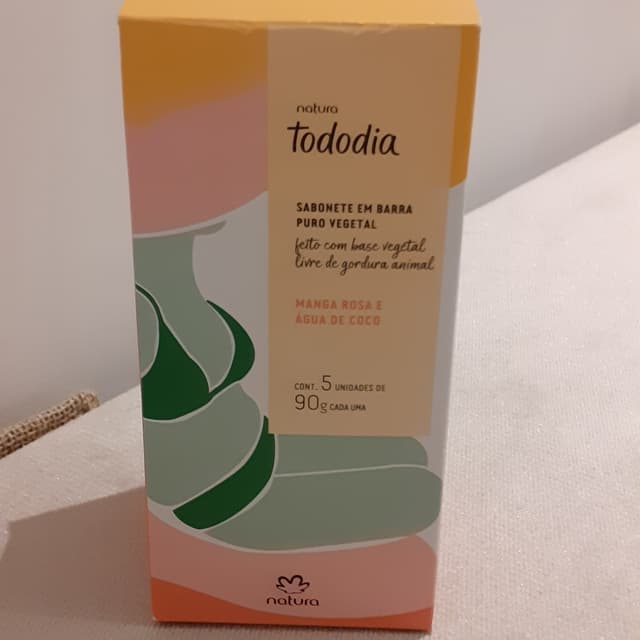 natura
Tododia
SABONETE EM BARRA
PURO VEGETAL
feito com base vegetal
livre de gordura animal
MANGA ROSA E
ÁGUA DE COCO
CONT. 5 UNIDADES DE
90g CADA UMA
natura